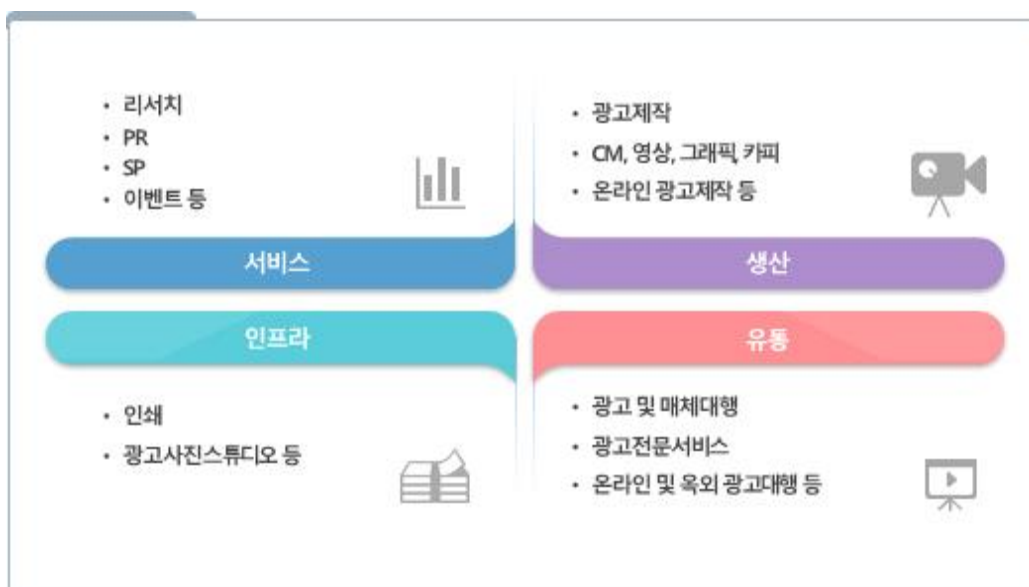 • 리서치
• PR
• SP
• 이벤트 등
서비스
• 광고제작
• CM, 영상, 그래픽, 카피
• 온라인 광고제작 등
생산
인프라
• 인쇄
• 광고사진스튜디오 등
유통
• 광고 및 매체대행
• 광고전문서비스
• 온라인 및 옥외 광고대행 등